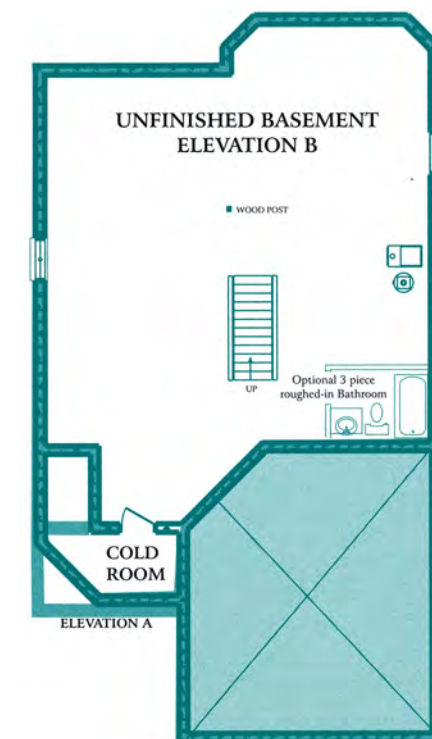 UNFINISHED BASEMENT
ELEVATION B
WOOD POST
UP
Optional 3 piece
roughed-in Bathroom
COLD
ROOM
ELEVATION A